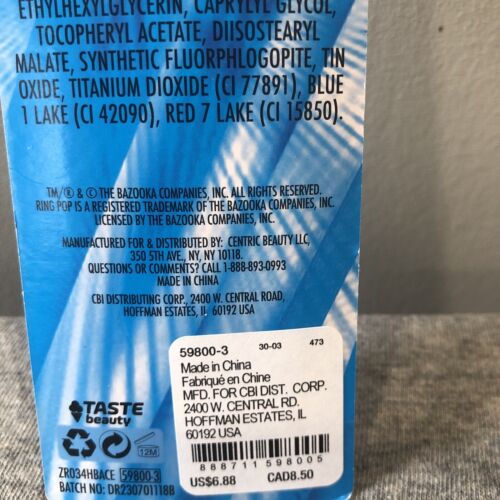 ETHYLHEXYLGLYCERIN, CAPRYLYL GLYCOL,
TOCOPHERYL ACETATE, DIISOSTEARYL
MALATE, SYNTHETIC FLUORPHLOGOPITE, TIN
OXIDE, TITANIUM DIOXIDE (CI 77891), BLUE
1 LAKE (CI 42090), RED 7 LAKE (CI 15850).
TM/® & © THE BAZOOKA COMPANIES, INC. ALL RIGHTS RESERVED.
RING POP IS A REGISTERED TRADEMARK OF THE BAZOOKA COMPANIES, INC.
LICENSED BY THE BAZOOKA COMPANIES, INC.
MANUFACTURED FOR & DISTRIBUTED BY: CENTRIC BEAUTY LLC,
350 5TH AVE., NY, NY 10118.
QUESTIONS OR COMMENTS? CALL 1-888-893-0993
MADE IN CHINA
CBI DISTRIBUTING CORP., 2400 W. CENTRAL ROAD,
HOFFMAN ESTATES, IL 60192 USA
59800-3 30-03 473
Made in China
Fabriqué en Chine
MFD. FOR CBI DIST. CORP.
2400 W. CENTRAL RD.
HOFFMAN ESTATES, IL
60192 USA
8 88711 59800 5
US$6.88 CAD8.50
TASTE
beauty
12M
ZR034HBACE 59800-3
BATCH NO: DR230701118B